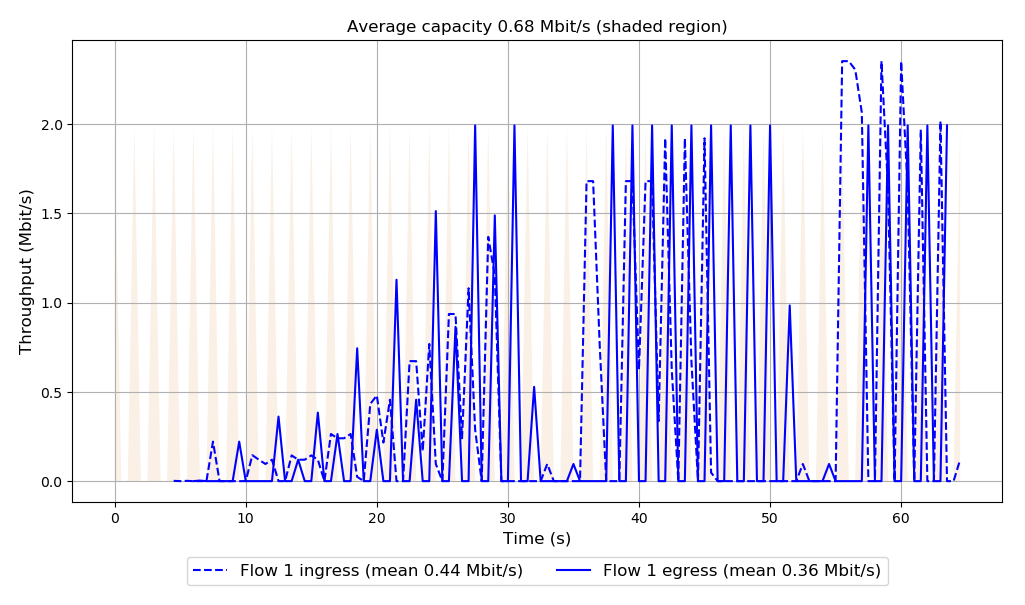 Average capacity 0.68 Mbit/s (shaded region)
Throughput (Mbit/s)
2.0
1.5
1.0
0.5
0.0
0 10 20 30 40 50 60
Time (s)
Flow 1 ingress (mean 0.44 Mbit/s) Flow 1 egress (mean 0.36 Mbit/s)